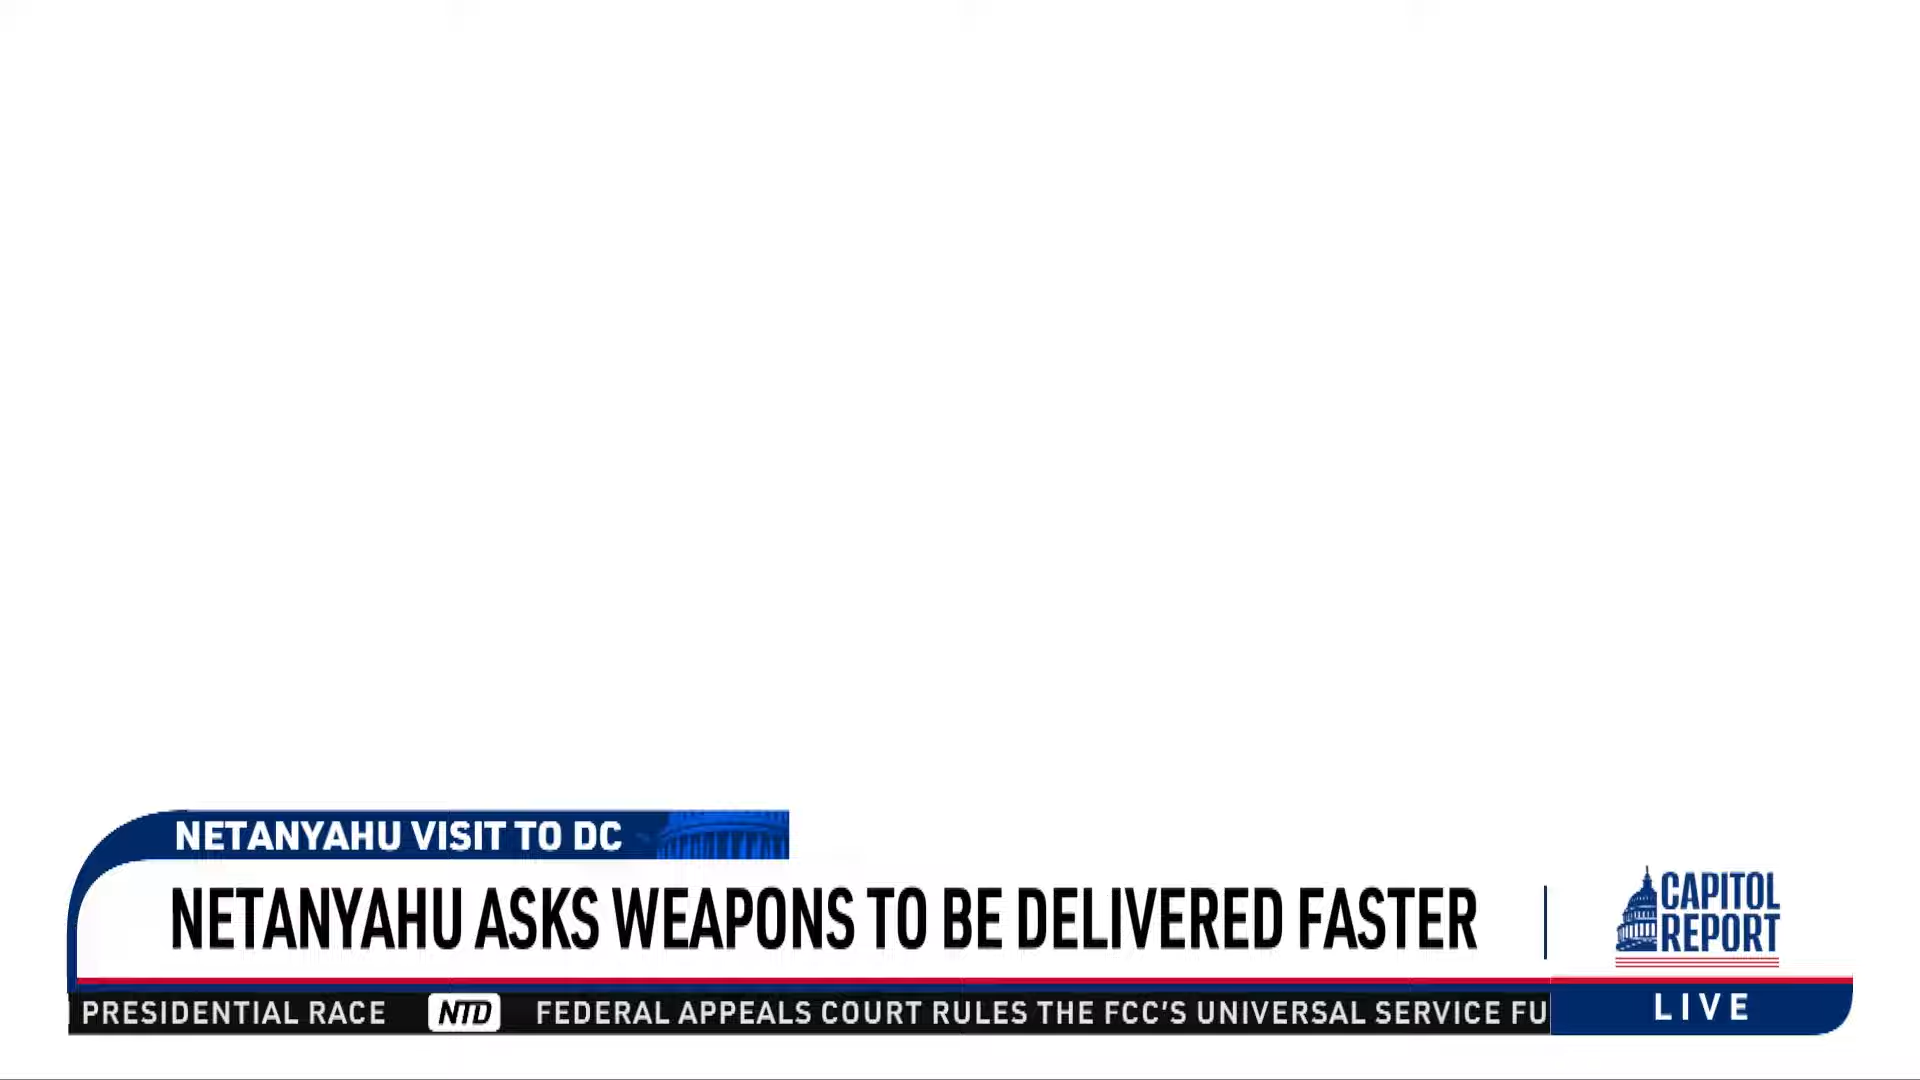 NETANYAHU VISIT TO DC
NETANYAHU ASKS WEAPONS TO BE DELIVERED FASTER
CAPITOL
REPORT
PRESIDENTIAL RACE NTD FEDERAL APPEALS COURT RULES THE FCC'S UNIVERSAL SERVICE FU
LIVE